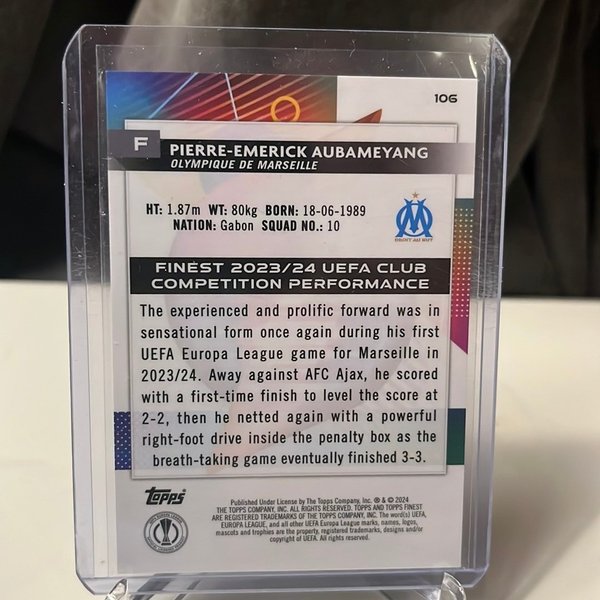 106
F
PIERRE-EMERICK AUBAMEYANG
OLYMPIQUE DE MARSEILLE
HT: 1.87m WT: 80kg BORN: 18-06-1989
NATION: Gabon SQUAD NO.: 10
DROIT AU BUT
FINEST 2023/24 UEFA CLUB
COMPETITION PERFORMANCE
The experienced and prolific forward was in
sensational form once again during his first
UEFA Europa League game for Marseille in
2023/24. Away against AFC Ajax, he scored
with a first-time finish to level the score at
2-2, then he netted again with a powerful
right-foot drive inside the penalty box as the
breath-taking game eventually finished 3-3.
Topps
Published Under License by The Topps Company, Inc. ® & © 2024
THE TOPPS COMPANY, INC. ALL RIGHTS RESERVED. TOPPS AND TOPPS FINEST
ARE REGISTERED TRADEMARKS OF THE TOPPS COMPANY, INC. The word(s) UEFA,
EUROPA LEAGUE, and all other UEFA Europa League marks, names, logos,
mascots and trophies are the property, registered trademarks, designs and/or
copyright of UEFA. All rights reserved.